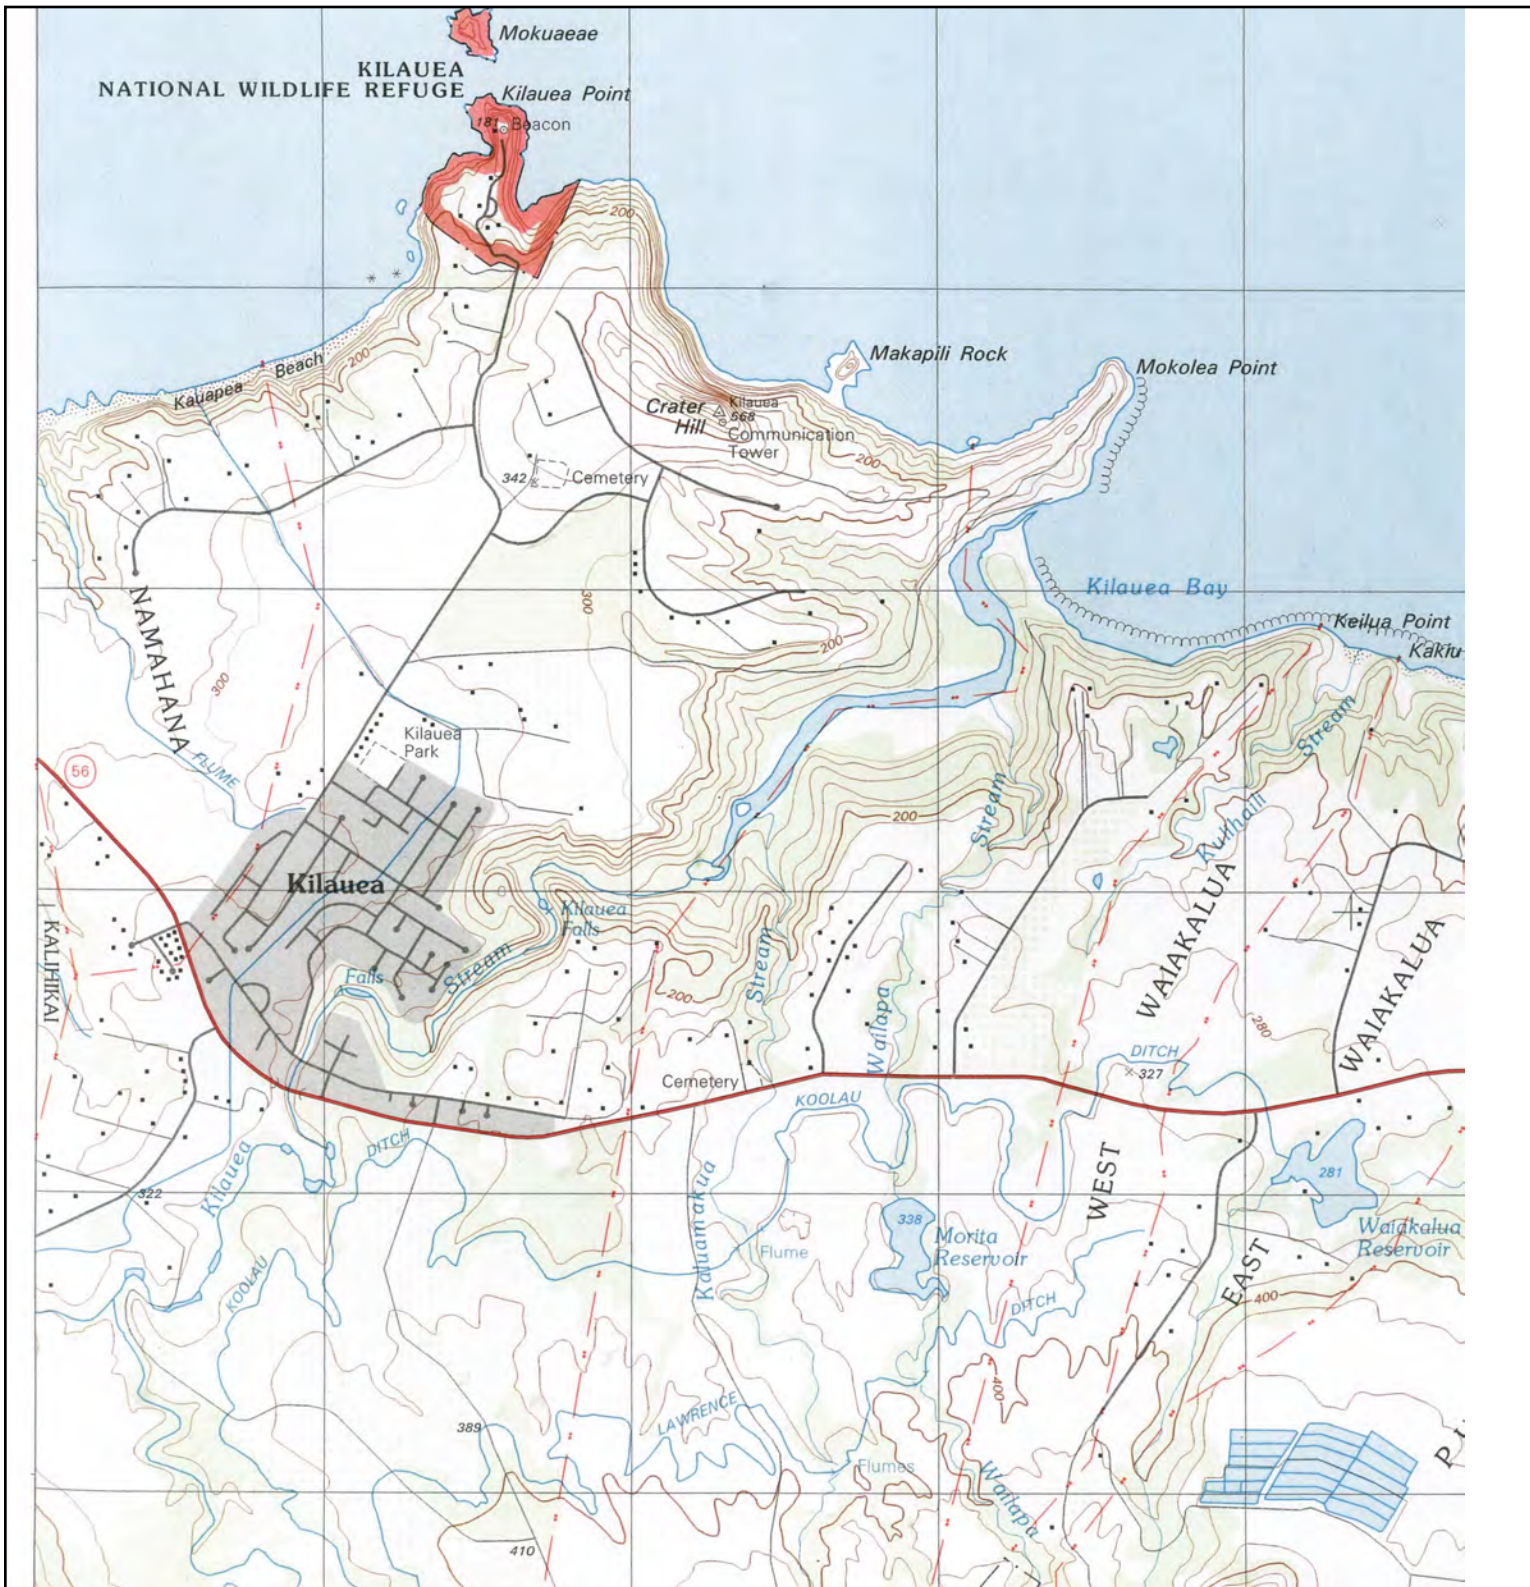 Mokuaeae
KILAUEA
NATIONAL WILDLIFE REFUGE
Kilauea Point
181
Beacon
200
Makapili Rock
Mokolea Point
200
Kauapea Beach
Crater
Hill
Kilauea
568
Communication
Tower
200
342
Cemetery
Kilauea Bay
300
Keilua Point
200
Kakiu
NAMAHANA
300
Stream
Kilauea
Park
FLUME
56
Stream
200
Kulihaili
Kilauea
Kilauea
Falls
WAIAKALUA
WAIAKALUA
KALIHIKAI
Falls
Stream
Stream
200
Wailapa
280
DITCH
327
Cemetery
KOOLAU
DITCH
WEST
281
322
Kilauea
Kaluamakua
338
Morita
Reservoir
Waiakalua
Reservoir
Flume
KOOLAU
EAST
400
DITCH
400
LAWRENCE
389
Flumes
Wailapa
410